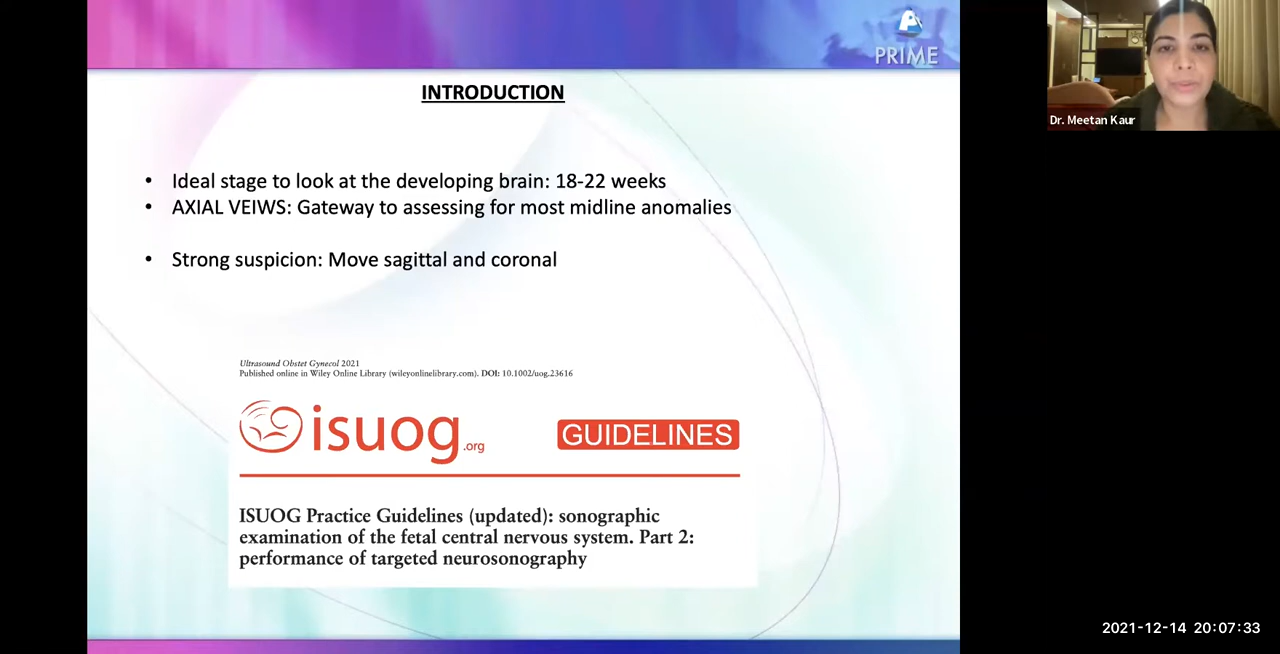 PRIME
INTRODUCTION
• Ideal stage to look at the developing brain: 18-22 weeks
• AXIAL VEIWS: Gateway to assessing for most midline anomalies
• Strong suspicion: Move sagittal and coronal
Ultrasound Obstet Gynecol 2021
Published online in Wiley Online Library (wileyonlinelibrary.com). DOI: 10.1002/uog.23616
isuog.org
GUIDELINES
ISUOG Practice Guidelines (updated): sonographic
examination of the fetal central nervous system. Part 2:
performance of targeted neurosonography
Dr. Meetan Kaur
2021-12-14 20:07:33